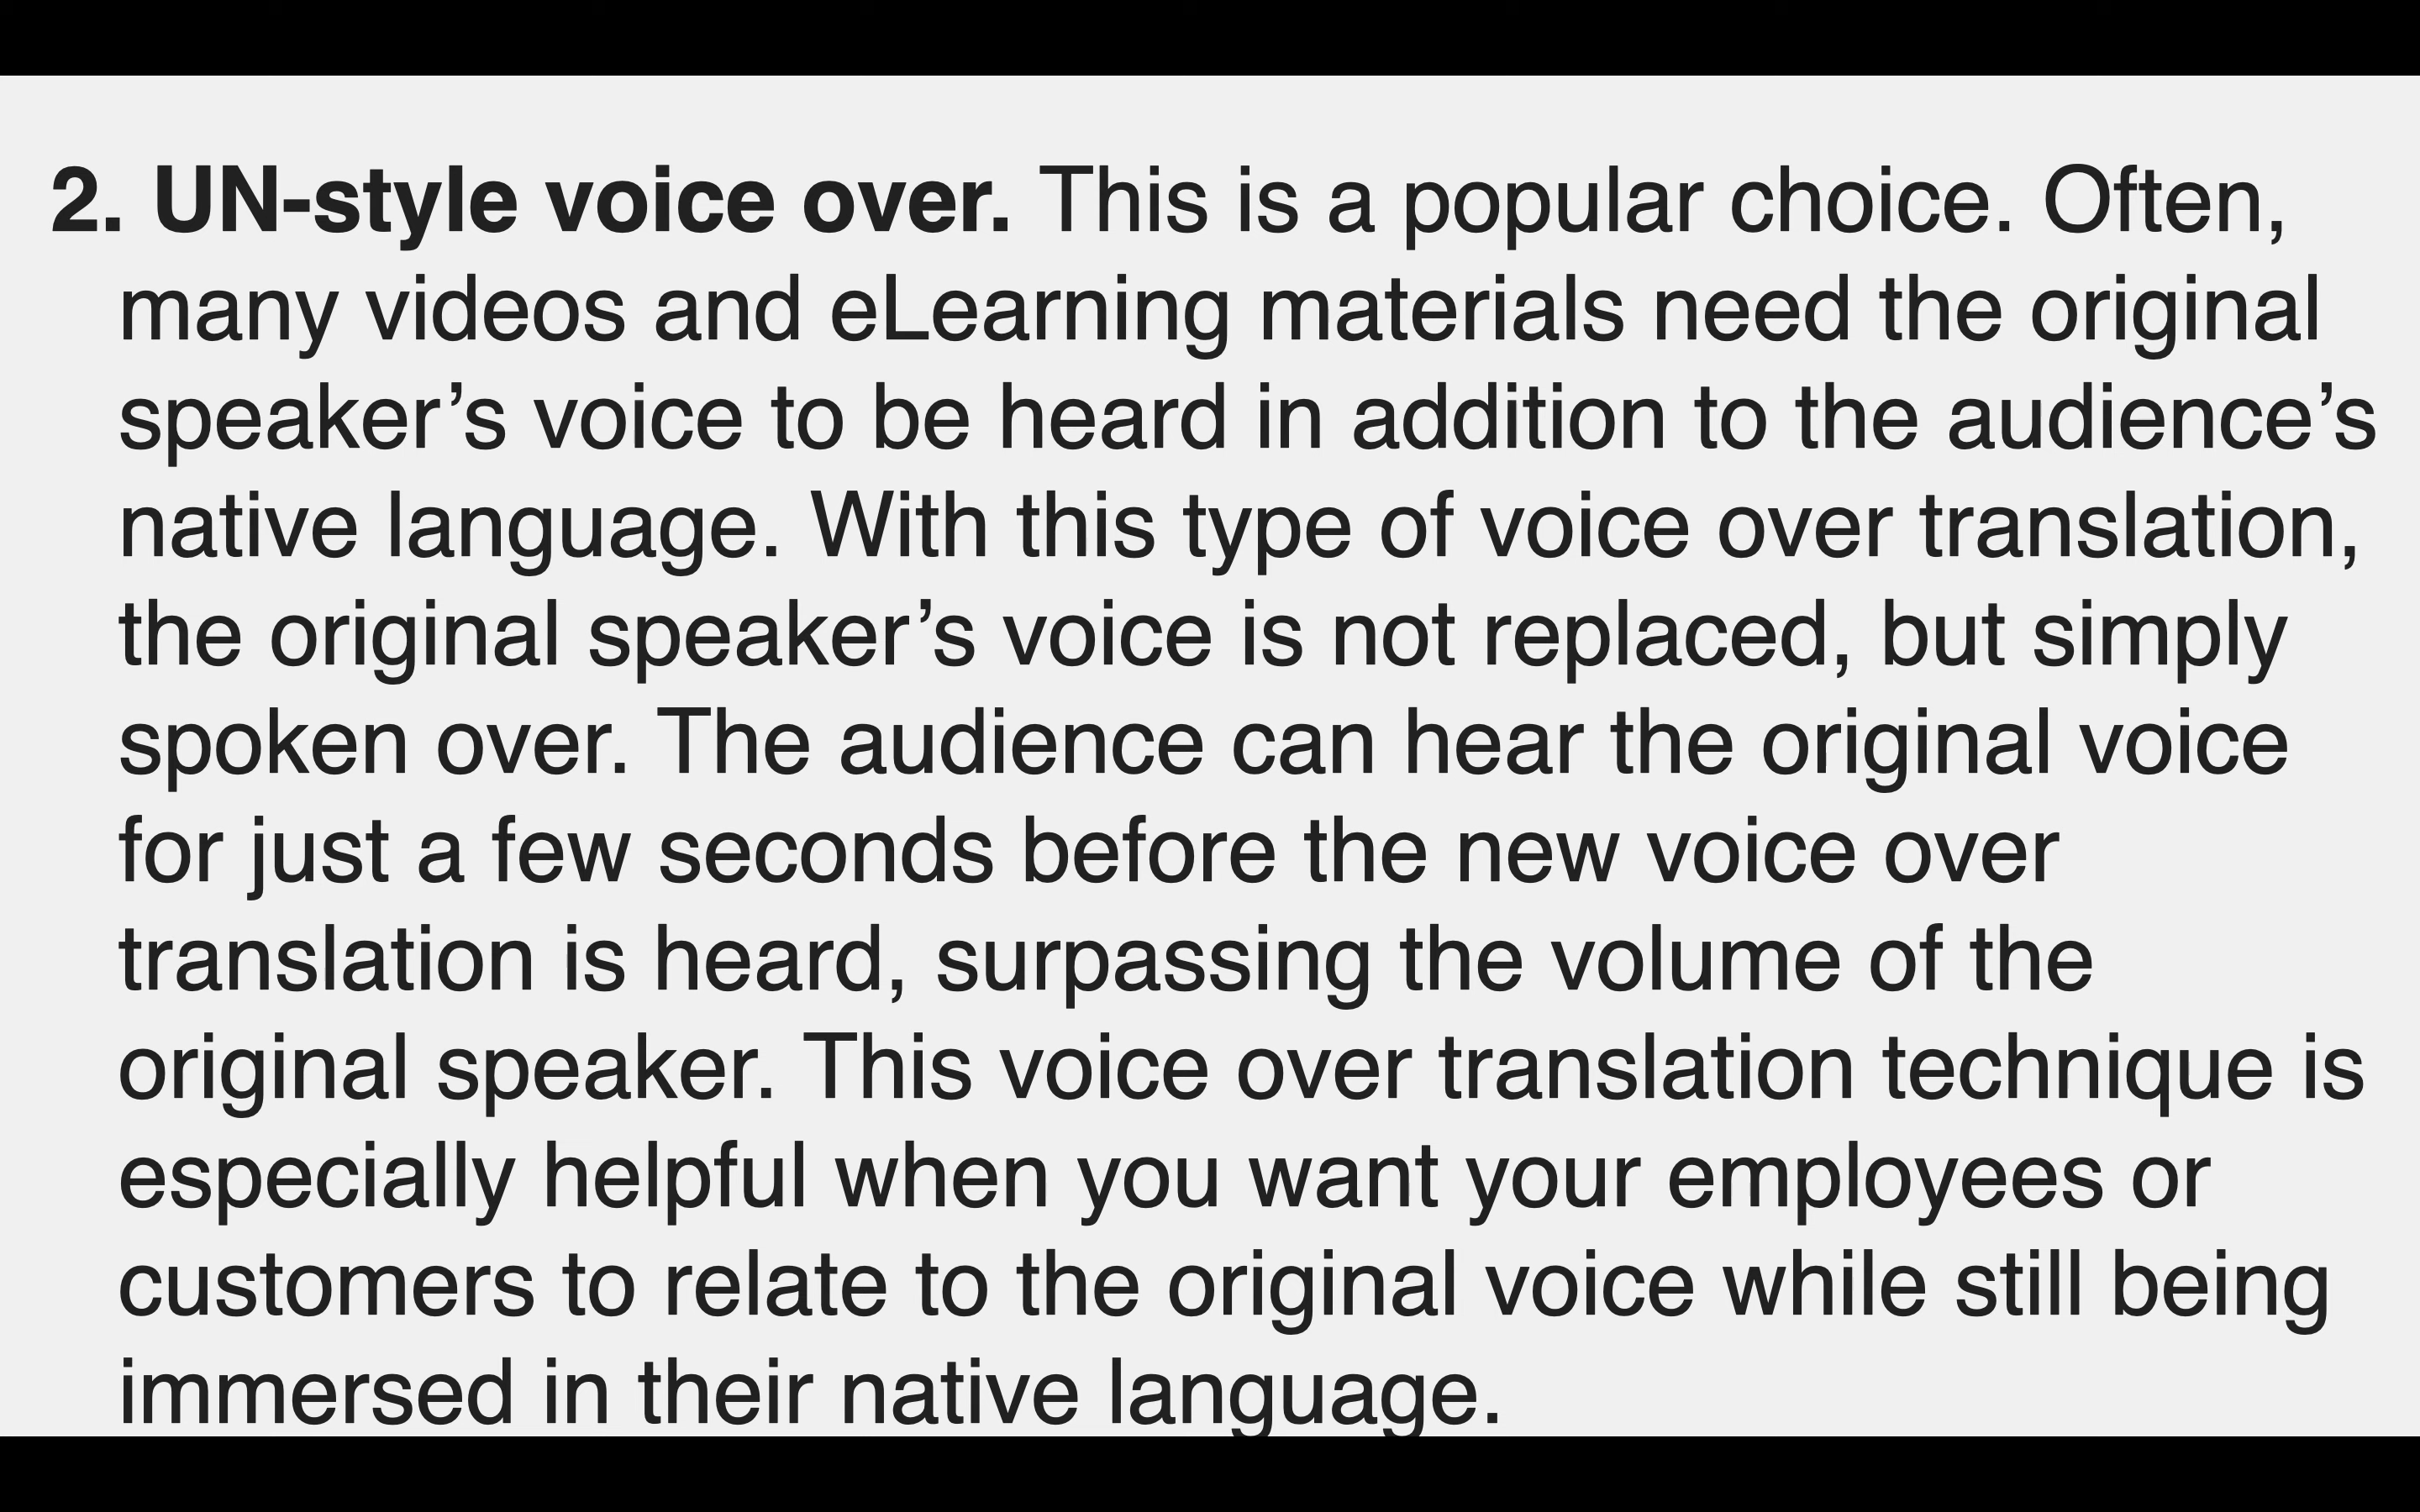 2. UN-style voice over. This is a popular choice. Often,
many videos and eLearning materials need the original
speaker’s voice to be heard in addition to the audience’s
native language. With this type of voice over translation,
the original speaker’s voice is not replaced, but simply
spoken over. The audience can hear the original voice
for just a few seconds before the new voice over
translation is heard, surpassing the volume of the
original speaker. This voice over translation technique is
especially helpful when you want your employees or
customers to relate to the original voice while still being
immersed in their native language.